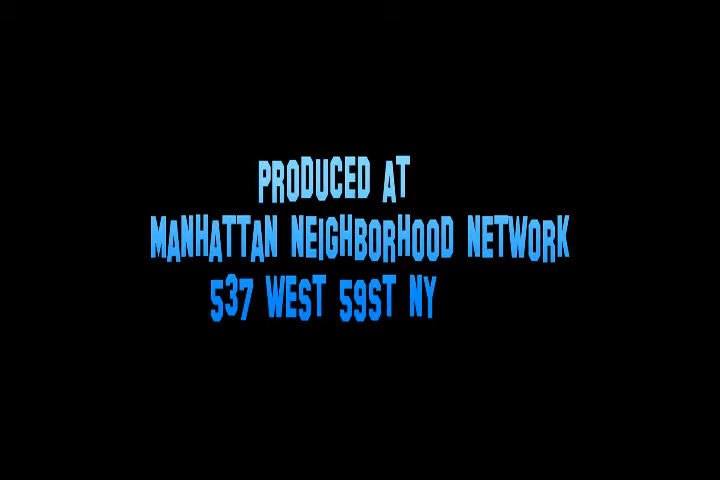 PRODUCED AT
MANHATTAN NEIGHBORHOOD NETWORK
537 WEST 59ST NY